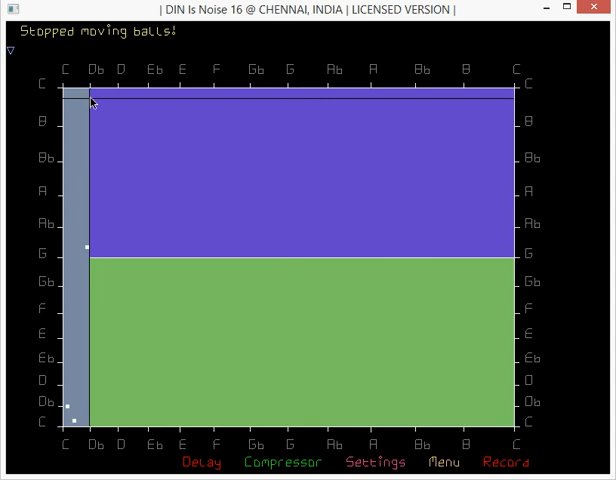 | DIN Is Noise 16 @ CHENNAI, INDIA | LICENSED VERSION |
Stopped moving balls!
C Db D Eb E F Gb G Ab A Bb B C
C C
B B
Bb Bb
A A
Ab Ab
G G
Gb Gb
F F
E E
Eb Eb
D D
Db Db
C C
C Db D Eb E F Gb G Ab A Bb B C
Delay Compressor Settings Menu Record